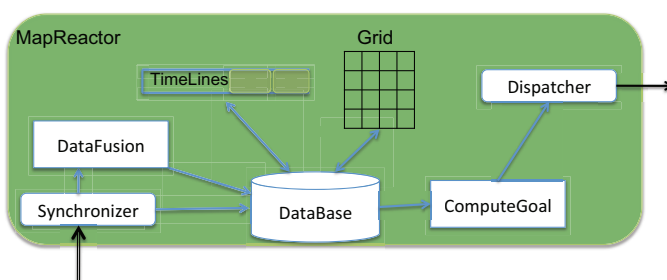 MapReactor
Grid
TimeLines
Dispatcher
DataFusion
Synchronizer
DataBase
ComputeGoal